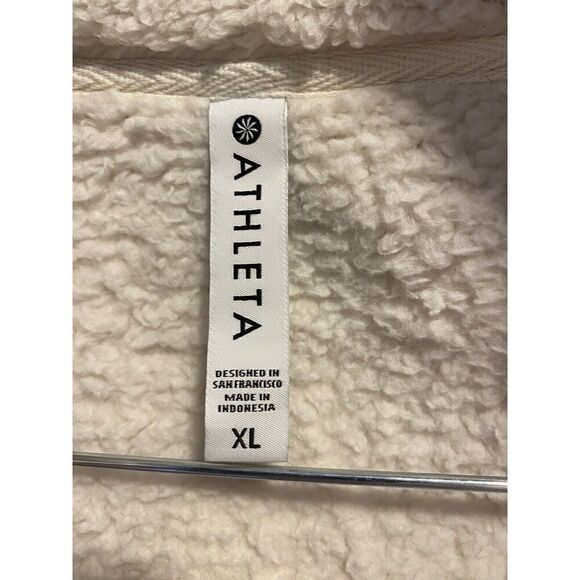 ATHLETA
DESIGNED IN
SAN FRANCISCO
MADE IN
INDONESIA
XL